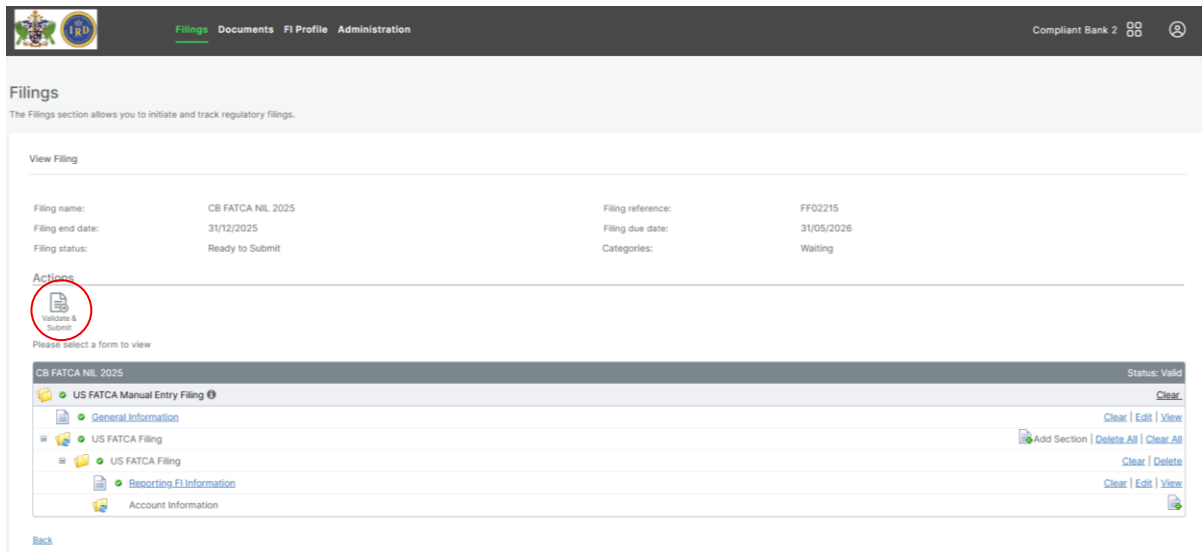 IRD
Filings Documents FI Profile Administration Compliant Bank 2
Filings
The Filings section allows you to initiate and track regulatory filings.
View Filing
Filing name: CB FATCA NIL 2025 Filing reference: FF02215
Filing end date: 31/12/2025 Filing due date: 31/05/2026
Filing status: Ready to Submit Categories: Waiting
Actions
Validate &
Submit
Please select a form to view
CB FATCA NIL 2025 Status: Valid
US FATCA Manual Entry Filing Clear
General Information Clear | Edit | View
US FATCA Filing Add Section | Delete All | Clear All
US FATCA Filing Clear | Delete
Reporting FI Information Clear | Edit | View
Account Information
Back